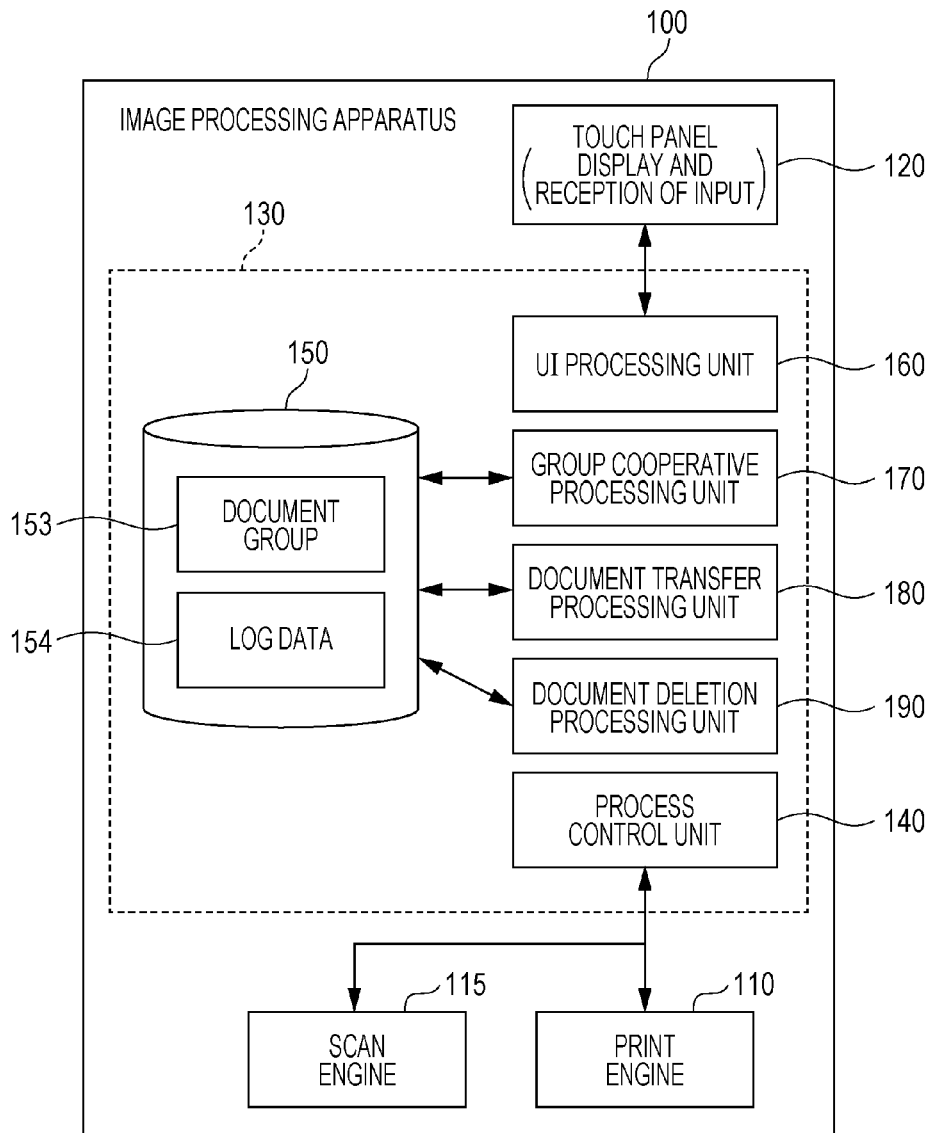 100
IMAGE PROCESSING APPARATUS
TOUCH PANEL
DISPLAY AND
RECEPTION OF INPUT
120
130
UI PROCESSING UNIT
160
150
GROUP COOPERATIVE
PROCESSING UNIT
170
153
DOCUMENT
GROUP
DOCUMENT TRANSFER
PROCESSING UNIT
180
154
LOG DATA
DOCUMENT DELETION
PROCESSING UNIT
190
PROCESS
CONTROL UNIT
140
115
SCAN
ENGINE
110
PRINT
ENGINE